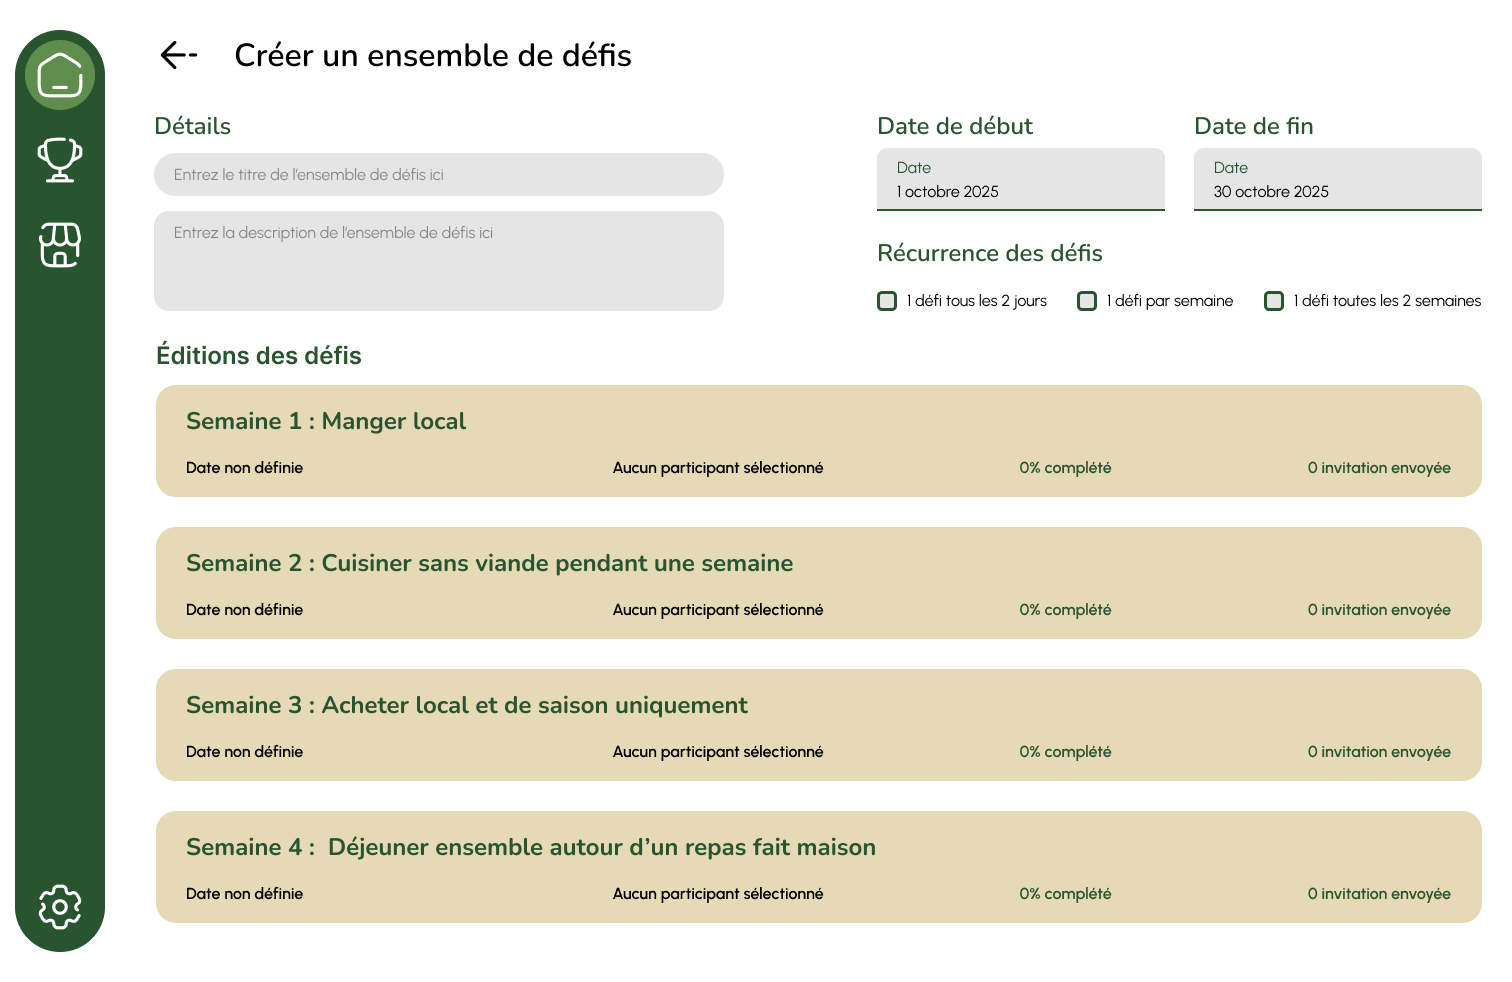 Créer un ensemble de défis
Détails
Entrez le titre de l’ensemble de défis ici
Entrez la description de l’ensemble de défis ici
Date de début
Date
1 octobre 2025
Date de fin
Date
30 octobre 2025
Récurrence des défis
1 défi tous les 2 jours
1 défi par semaine
1 défi toutes les 2 semaines
Éditions des défis
Semaine 1 : Manger local
Date non définie Aucun participant sélectionné 0% complété 0 invitation envoyée
Semaine 2 : Cuisiner sans viande pendant une semaine
Date non définie Aucun participant sélectionné 0% complété 0 invitation envoyée
Semaine 3 : Acheter local et de saison uniquement
Date non définie Aucun participant sélectionné 0% complété 0 invitation envoyée
Semaine 4 : Déjeuner ensemble autour d’un repas fait maison
Date non définie Aucun participant sélectionné 0% complété 0 invitation envoyée